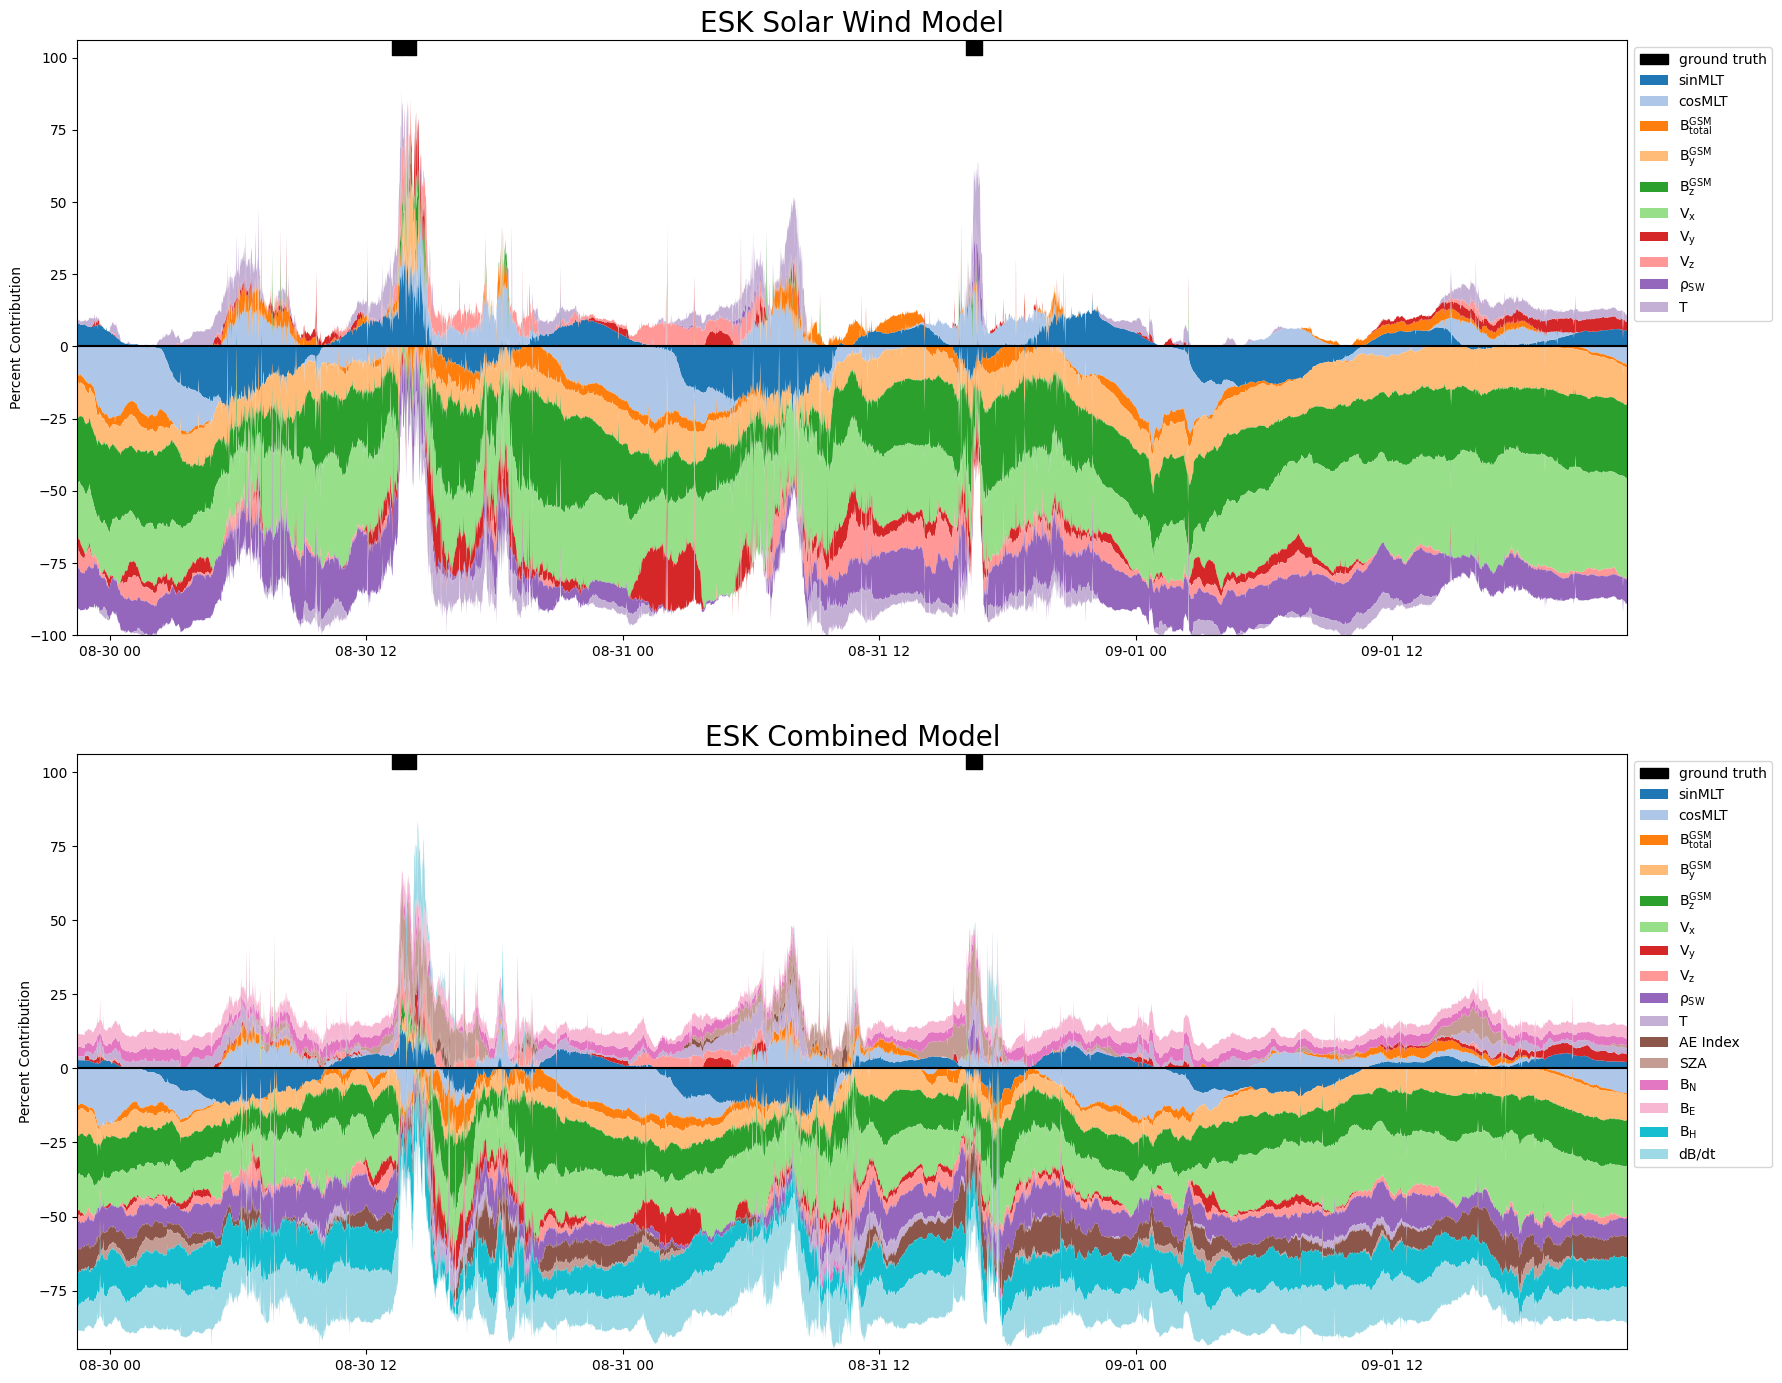 ESK Solar Wind Model
100
75
50
25
0
−25
−50
−75
−100
Percent Contribution
08-30 00
08-30 12
08-31 00
08-31 12
09-01 00
09-01 12
ground truth
sinMLT
cosMLT
B_total^GSM
B_y^GSM
B_z^GSM
V_x
V_y
V_z
ρ_SW
T
ESK Combined Model
100
75
50
25
0
−25
−50
−75
Percent Contribution
08-30 00
08-30 12
08-31 00
08-31 12
09-01 00
09-01 12
ground truth
sinMLT
cosMLT
B_total^GSM
B_y^GSM
B_z^GSM
V_x
V_y
V_z
ρ_SW
T
AE Index
SZA
B_N
B_E
B_H
dB/dt